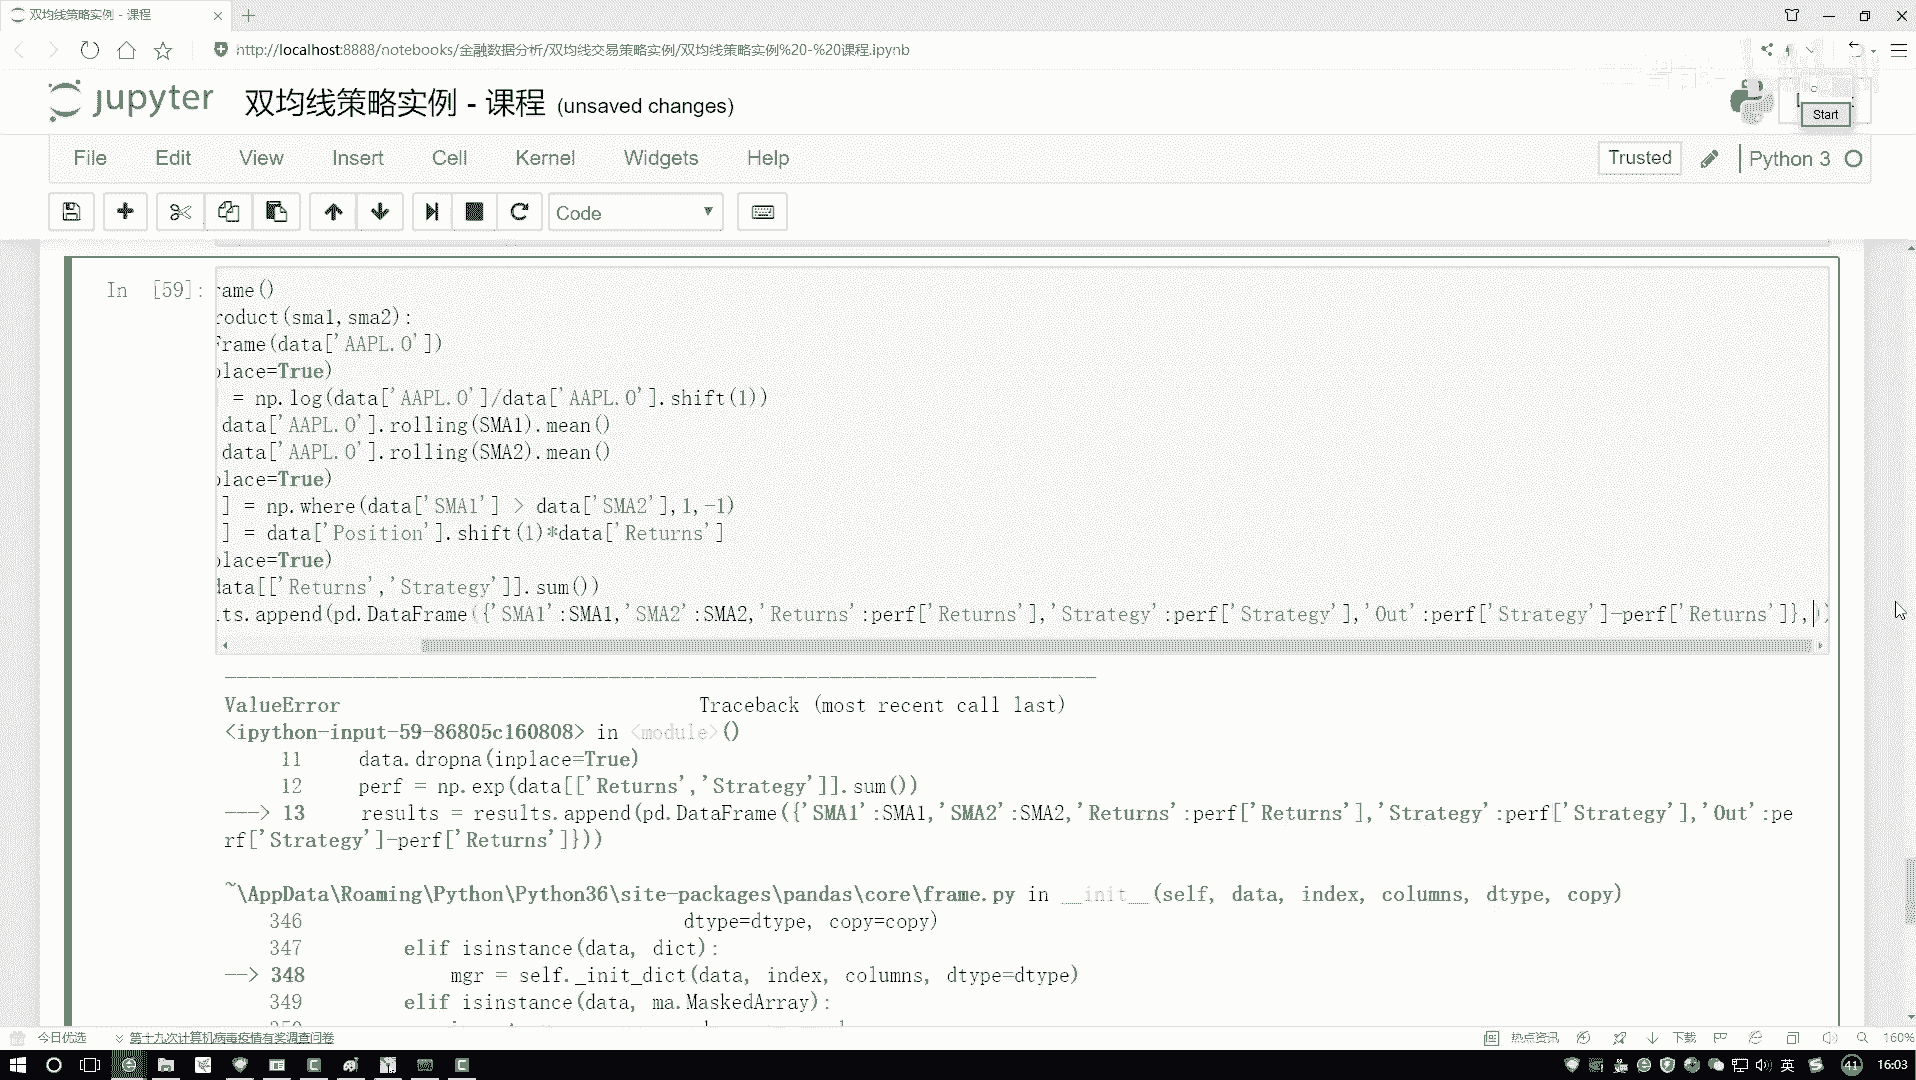 双均线策略实例 - 课程
http://localhost:8888/notebooks/金融数据分析/双均线交易策略实例/双均线策略实例%20-%20课程.ipynb
jupyter 双均线策略实例 - 课程 (unsaved changes)
Start
File Edit View Insert Cell Kernel Widgets Help
Trusted Python 3
Code
In [59]:
rame()
roduct(sma1,sma2):
Frame(data['AAPL.O'])
place=True)
] = np.log(data['AAPL.O']/data['AAPL.O'].shift(1))
data['AAPL.O'].rolling(SMA1).mean()
data['AAPL.O'].rolling(SMA2).mean()
place=True)
] = np.where(data['SMA1'] > data['SMA2'],1,-1)
] = data['Position'].shift(1)*data['Returns']
place=True)
data[['Returns','Strategy']].sum())
lts.append(pd.DataFrame({'SMA1':SMA1,'SMA2':SMA2,'Returns':perf['Returns'],'Strategy':perf['Strategy'],'Out':perf['Strategy']-perf['Returns']},))
---------------------------------------------------------------------------
ValueError Traceback (most recent call last)
<ipython-input-59-86805c160808> in <module>()
11 data.dropna(inplace=True)
12 perf = np.exp(data[['Returns','Strategy']].sum())
---> 13 results = results.append(pd.DataFrame({'SMA1':SMA1,'SMA2':SMA2,'Returns':perf['Returns'],'Strategy':perf['Strategy'],'Out':pe
rf['Strategy']-perf['Returns']}))
~\AppData\Roaming\Python\Python36\site-packages\pandas\core\frame.py in __init__(self, data, index, columns, dtype, copy)
346 dtype=dtype, copy=copy)
347 elif isinstance(data, dict):
--> 348 mgr = self._init_dict(data, index, columns, dtype=dtype)
349 elif isinstance(data, ma.MaskedArray):
今日优选 第十九次计算机病毒疫情有奖调查问卷 热点资讯 下载 160%
英 41 16:03